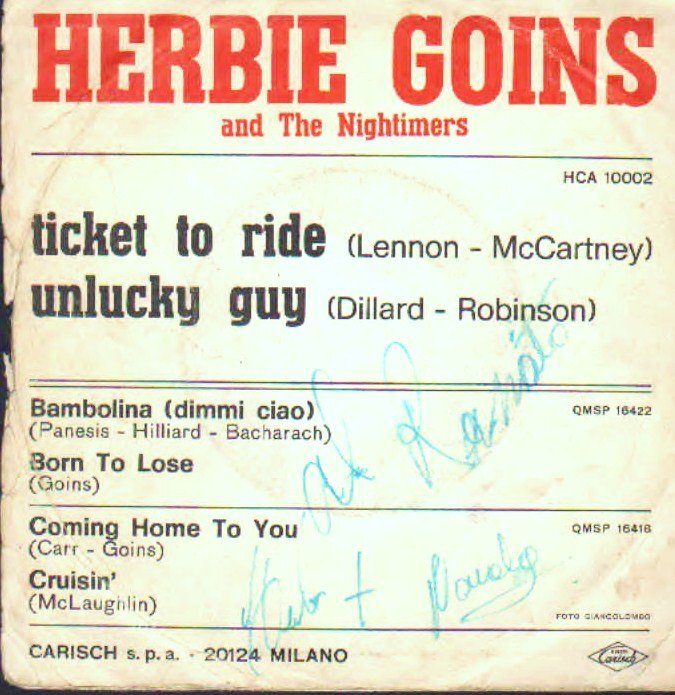 HERBIE GOINS
and The Nightimers
HCA 10002
ticket to ride (Lennon - McCartney)
unlucky guy (Dillard - Robinson)
Bambolina (dimmi ciao) QMSP 16422
(Panesis - Hilliard - Bacharach)
Born To Lose
(Goins)
Coming Home To You QMSP 16416
(Carr - Goins)
Cruisin'
(McLaughlin)
FOTO GIANCOLOMBO
CARISCH s.p.a. - 20124 MILANO
Carisch